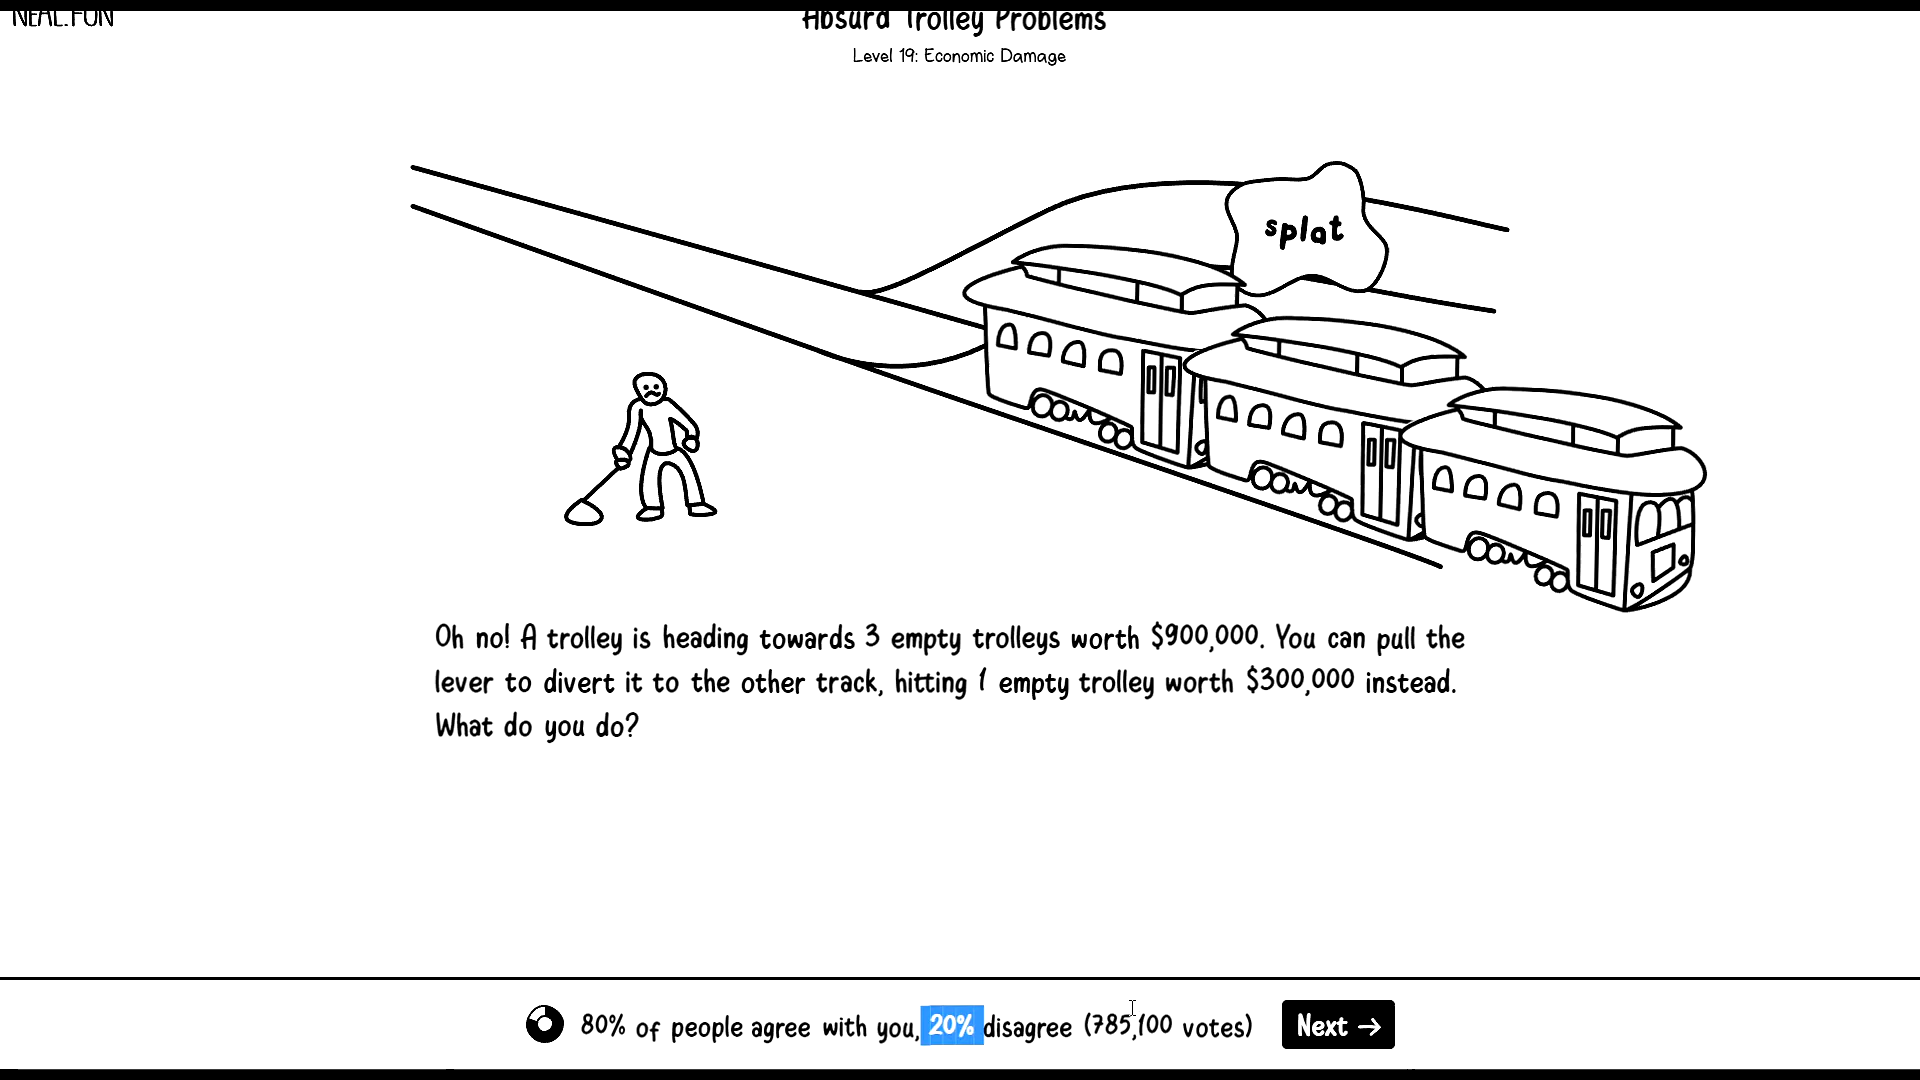 NEAL.FUN
Absurd Trolley Problems
Level 19: Economic Damage
splat
Oh no! A trolley is heading towards 3 empty trolleys worth $900,000. You can pull the
lever to divert it to the other track, hitting 1 empty trolley worth $300,000 instead.
What do you do?
80% of people agree with you, 20% disagree (785,100 votes)
Next →